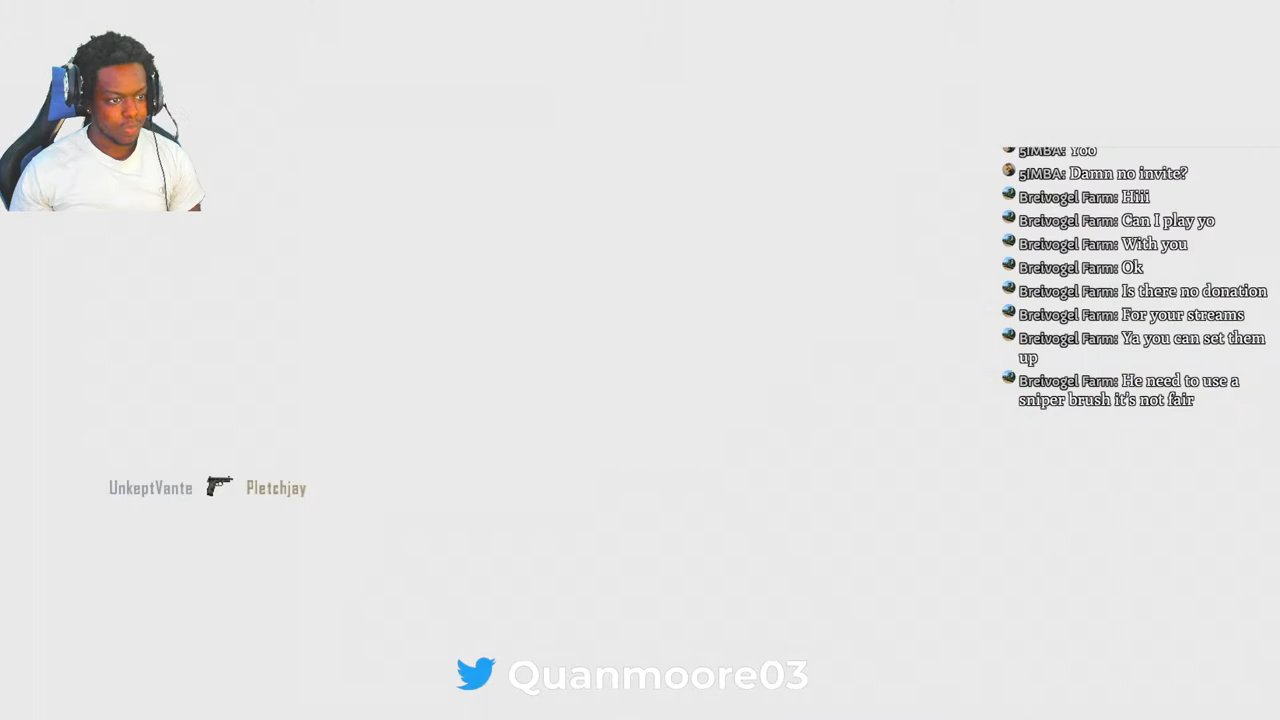 5IMBA: Yoo
5IMBA: Damn no invite?
Breivogel Farm: Hiii
Breivogel Farm: Can I play yo
Breivogel Farm: With you
Breivogel Farm: Ok
Breivogel Farm: Is there no donation
Breivogel Farm: For your streams
Breivogel Farm: Ya you can set them
up
Breivogel Farm: He need to use a
sniper brush it's not fair
UnkeptVante Pletchjay
Quanmoore03